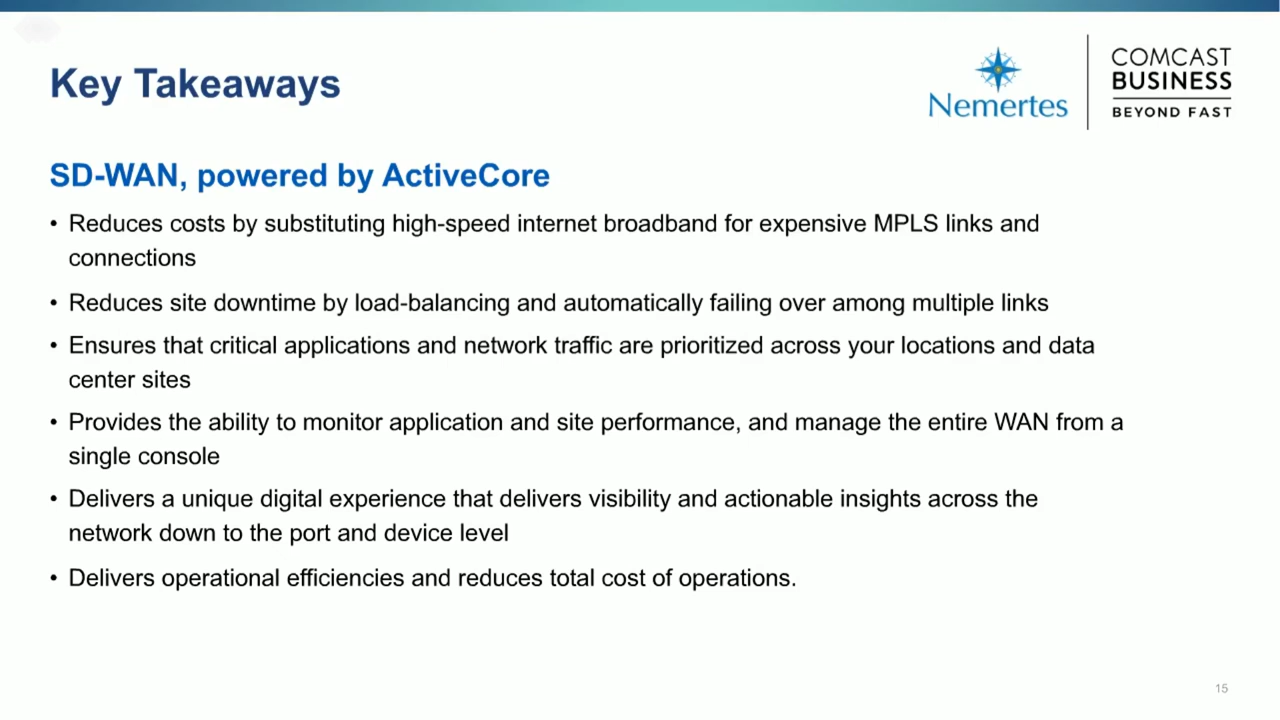 Key Takeaways
Nemertes
COMCAST
BUSINESS
BEYOND FAST
SD-WAN, powered by ActiveCore
• Reduces costs by substituting high-speed internet broadband for expensive MPLS links and
connections
• Reduces site downtime by load-balancing and automatically failing over among multiple links
• Ensures that critical applications and network traffic are prioritized across your locations and data
center sites
• Provides the ability to monitor application and site performance, and manage the entire WAN from a
single console
• Delivers a unique digital experience that delivers visibility and actionable insights across the
network down to the port and device level
• Delivers operational efficiencies and reduces total cost of operations.
15